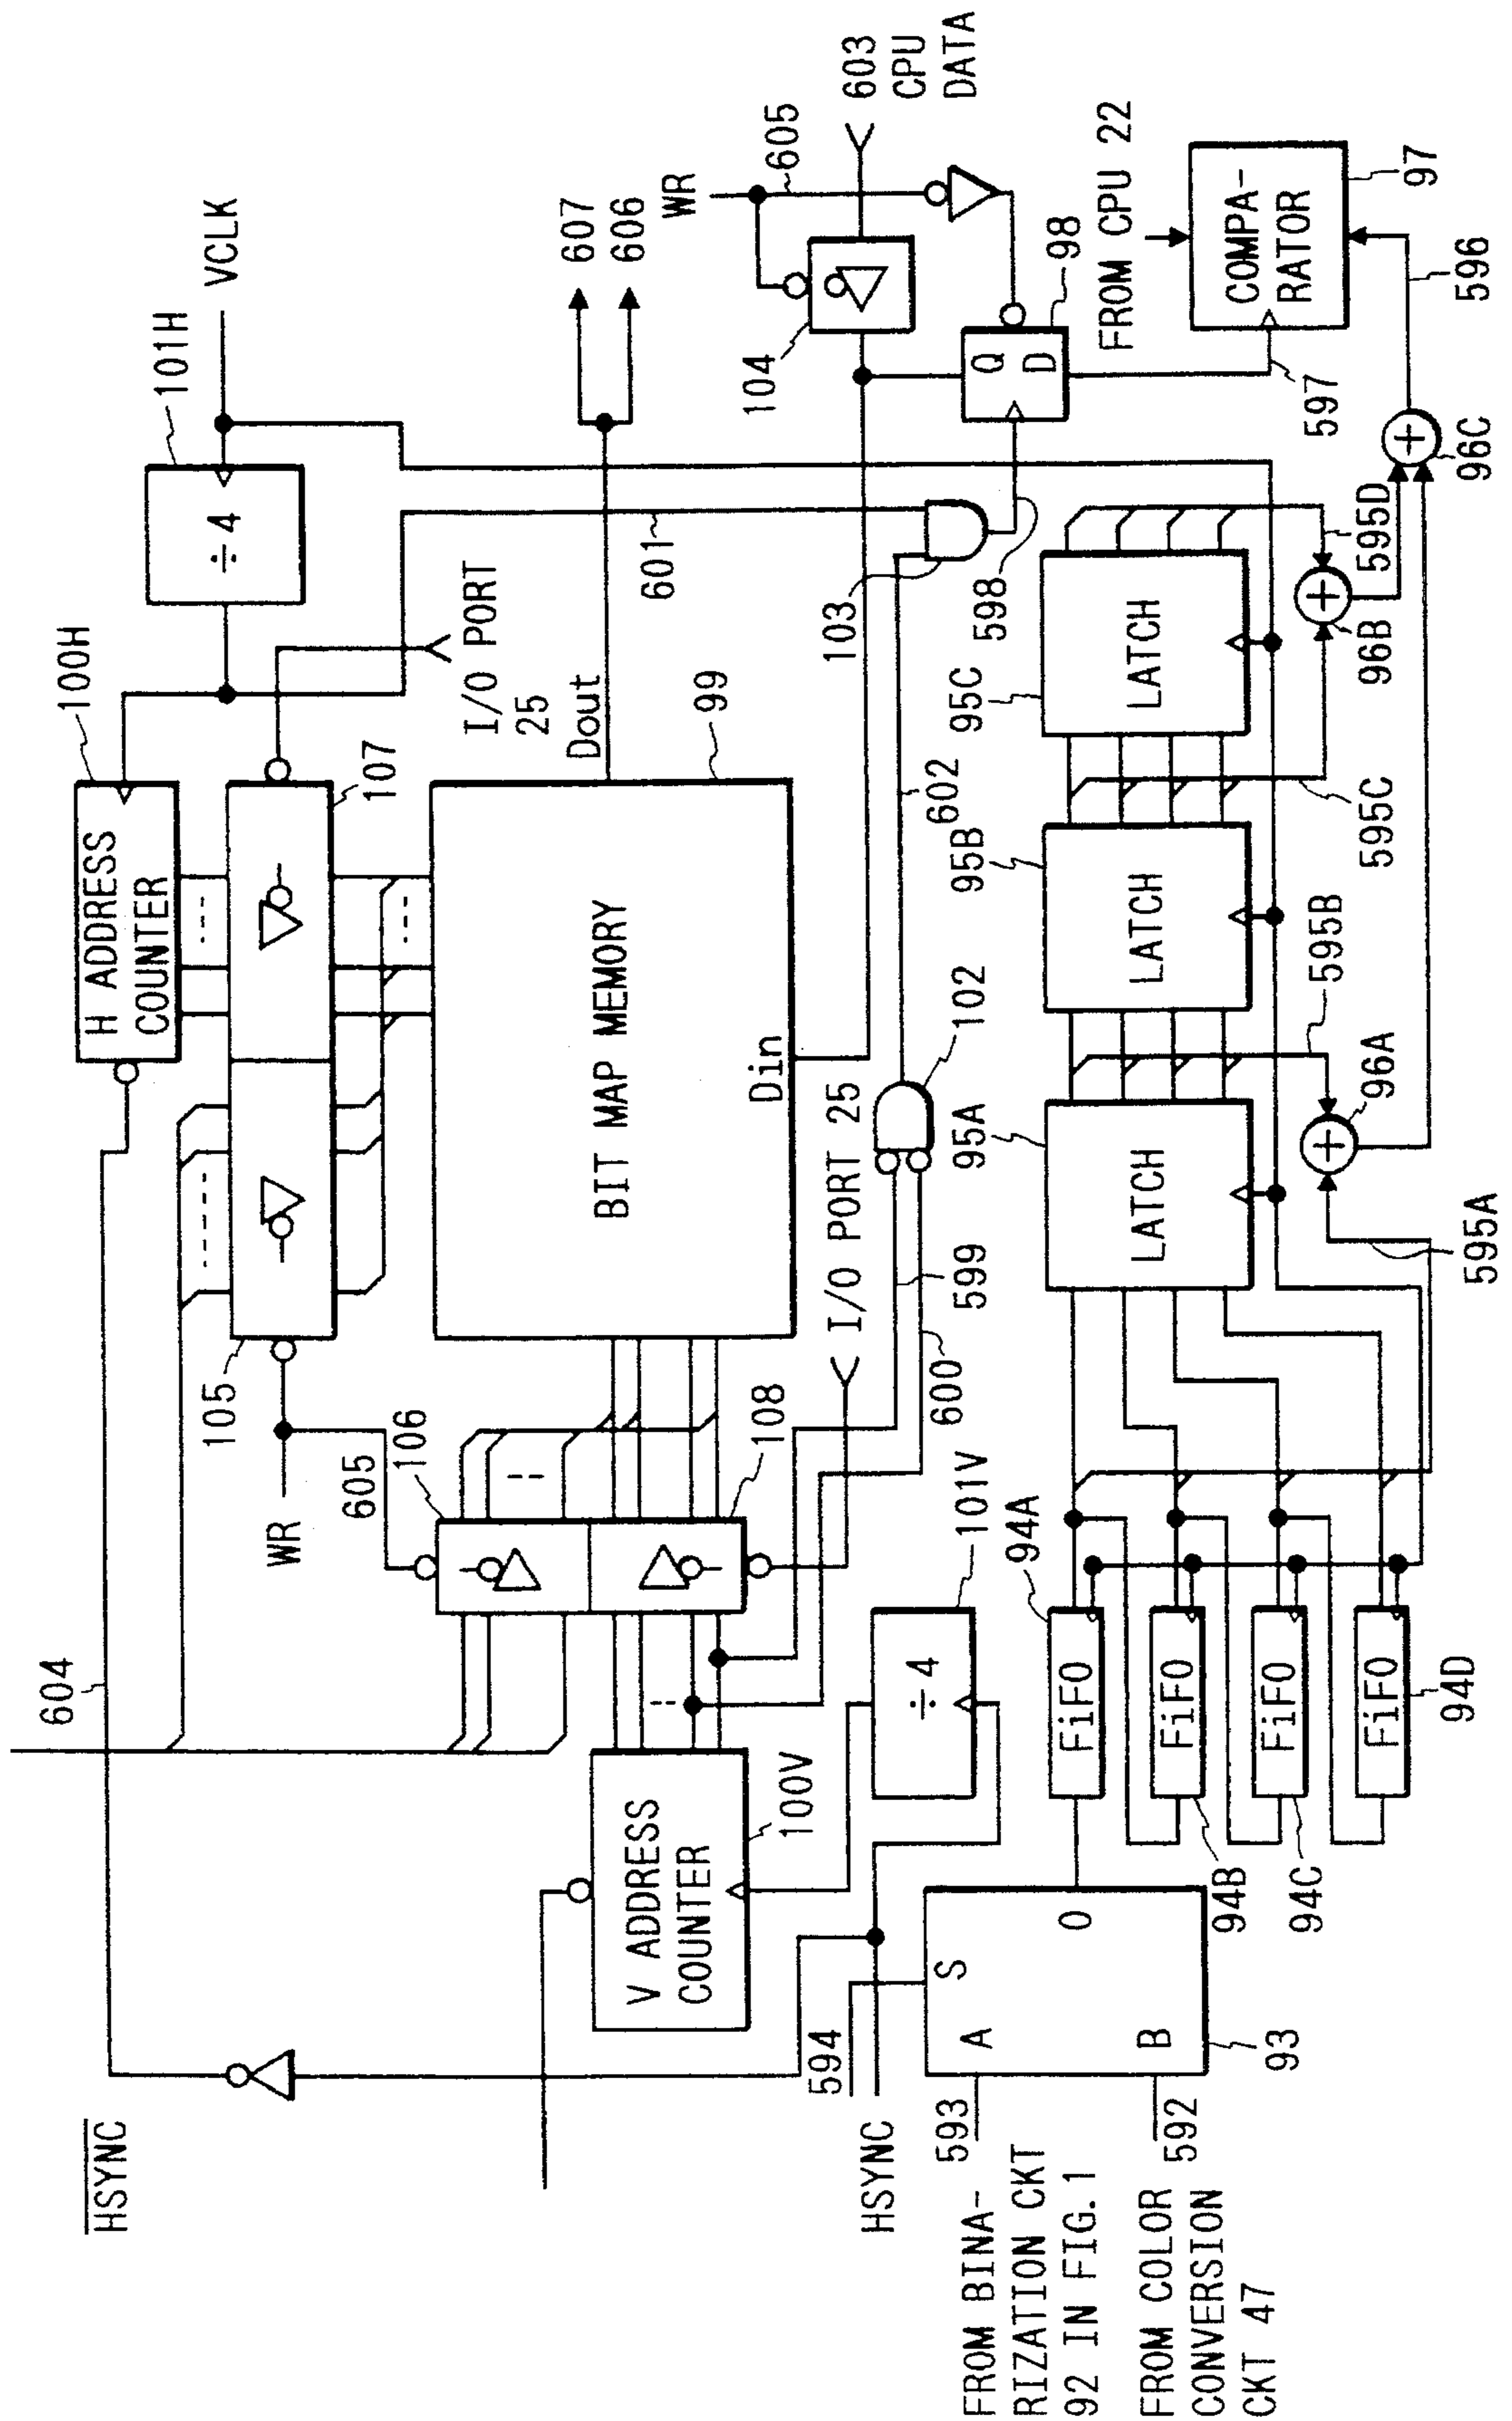 HSYNC
604
100H
H ADDRESS
COUNTER
101H
÷4
VCLK
105
107
I/O PORT
25
WR
605
106
108
BIT MAP MEMORY
Dout
Din
99
601
607
606
WR
605
104
603
CPU
DATA
103
598
Q
D
98
FROM CPU 22
COMPA-
RATOR
97
597
596
V ADDRESS
COUNTER
100V
101V
÷4
I/O PORT 25
599
600
102
602
HSYNC
594
593
592
S
A
B
O
93
FROM BINA-
RIZATION CKT
92 IN FIG.1
FROM COLOR
CONVERSION
CKT 47
94A
FiFO
FiFO
FiFO
FiFO
94B
94C
94D
95A
LATCH
95B
LATCH
95C
LATCH
595A
595B
595C
595D
96A
96B
96C